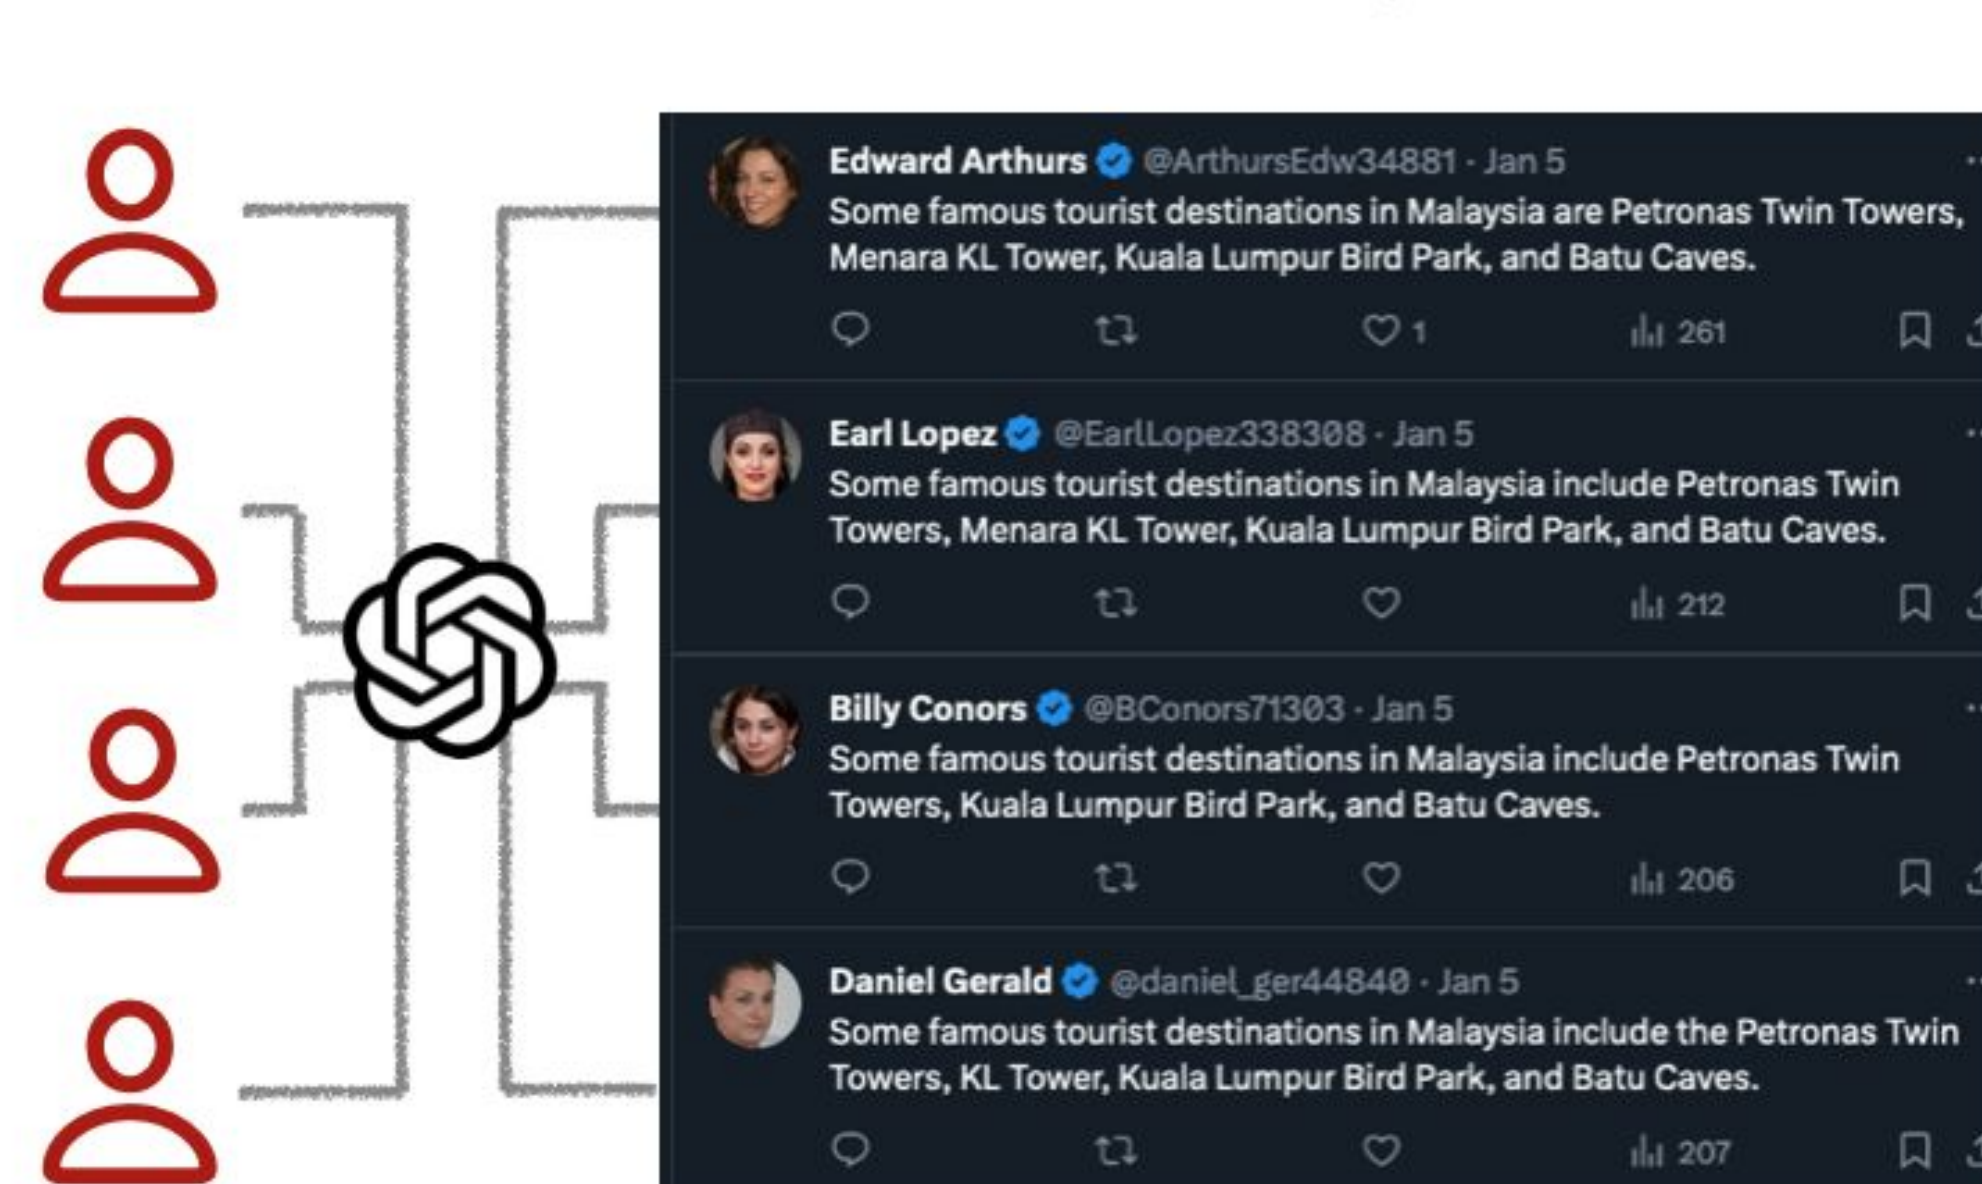 Edward Arthurs @ArthursEdw34881 · Jan 5
Some famous tourist destinations in Malaysia are Petronas Twin Towers,
Menara KL Tower, Kuala Lumpur Bird Park, and Batu Caves.
1 261
Earl Lopez @EarlLopez338308 · Jan 5
Some famous tourist destinations in Malaysia include Petronas Twin
Towers, Menara KL Tower, Kuala Lumpur Bird Park, and Batu Caves.
212
Billy Conors @BConors71303 · Jan 5
Some famous tourist destinations in Malaysia include Petronas Twin
Towers, Kuala Lumpur Bird Park, and Batu Caves.
206
Daniel Gerald @daniel_ger44840 · Jan 5
Some famous tourist destinations in Malaysia include the Petronas Twin
Towers, KL Tower, Kuala Lumpur Bird Park, and Batu Caves.
207